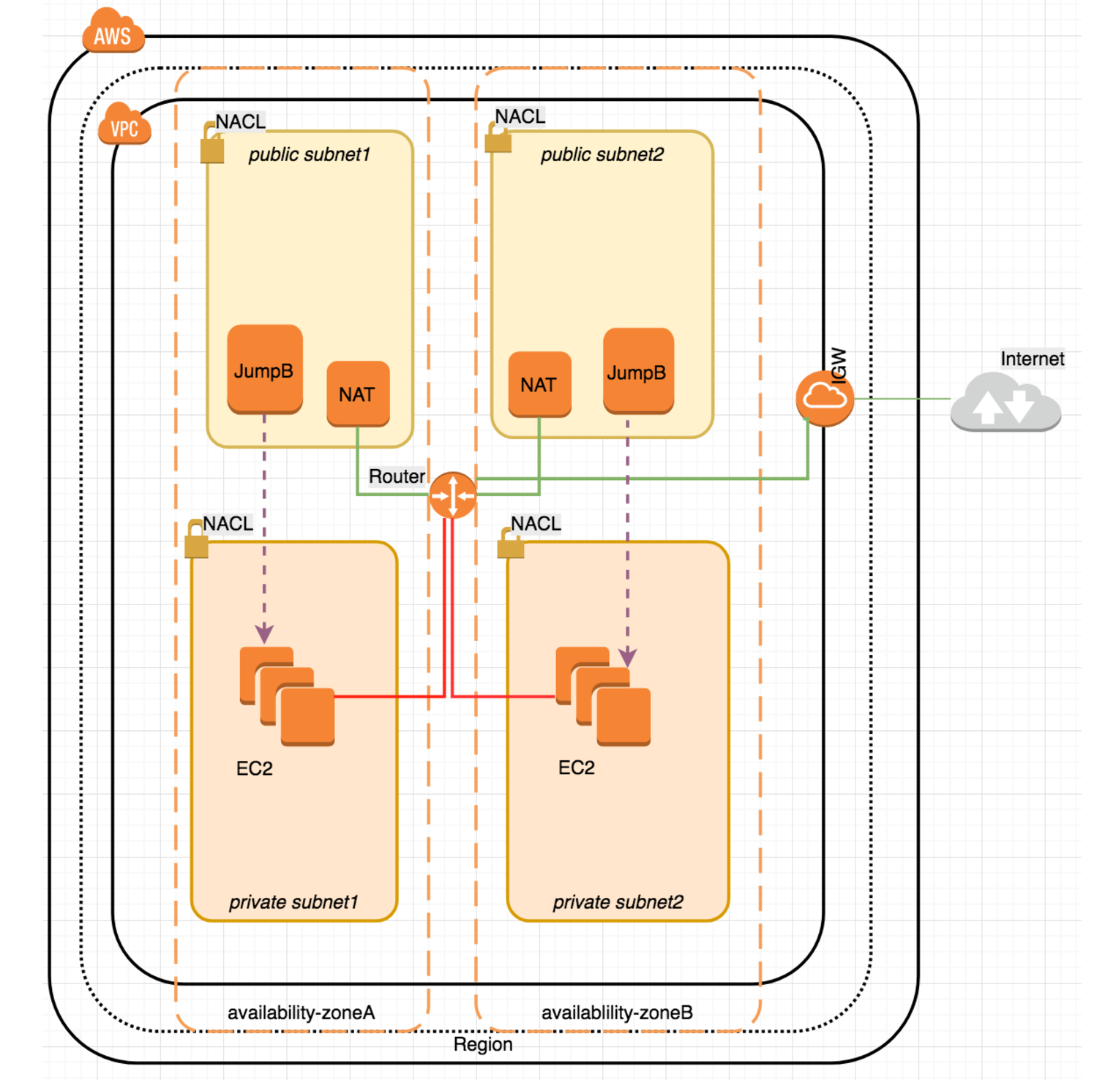 AWS
VPC
NACL
public subnet1
NACL
public subnet2
JumpB
NAT
NAT
JumpB
IGW
Internet
Router
NACL
NACL
EC2
EC2
private subnet1
private subnet2
availability-zoneA
availablility-zoneB
Region